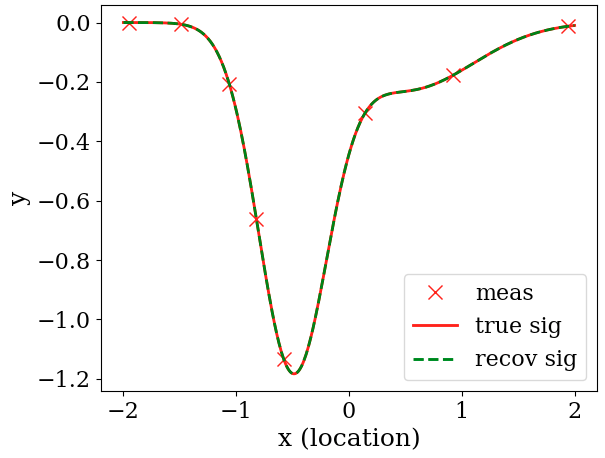 0.0
−0.2
−0.4
−0.6
−0.8
−1.0
−1.2
y
meas
true sig
recov sig
−2 −1 0 1 2
x (location)